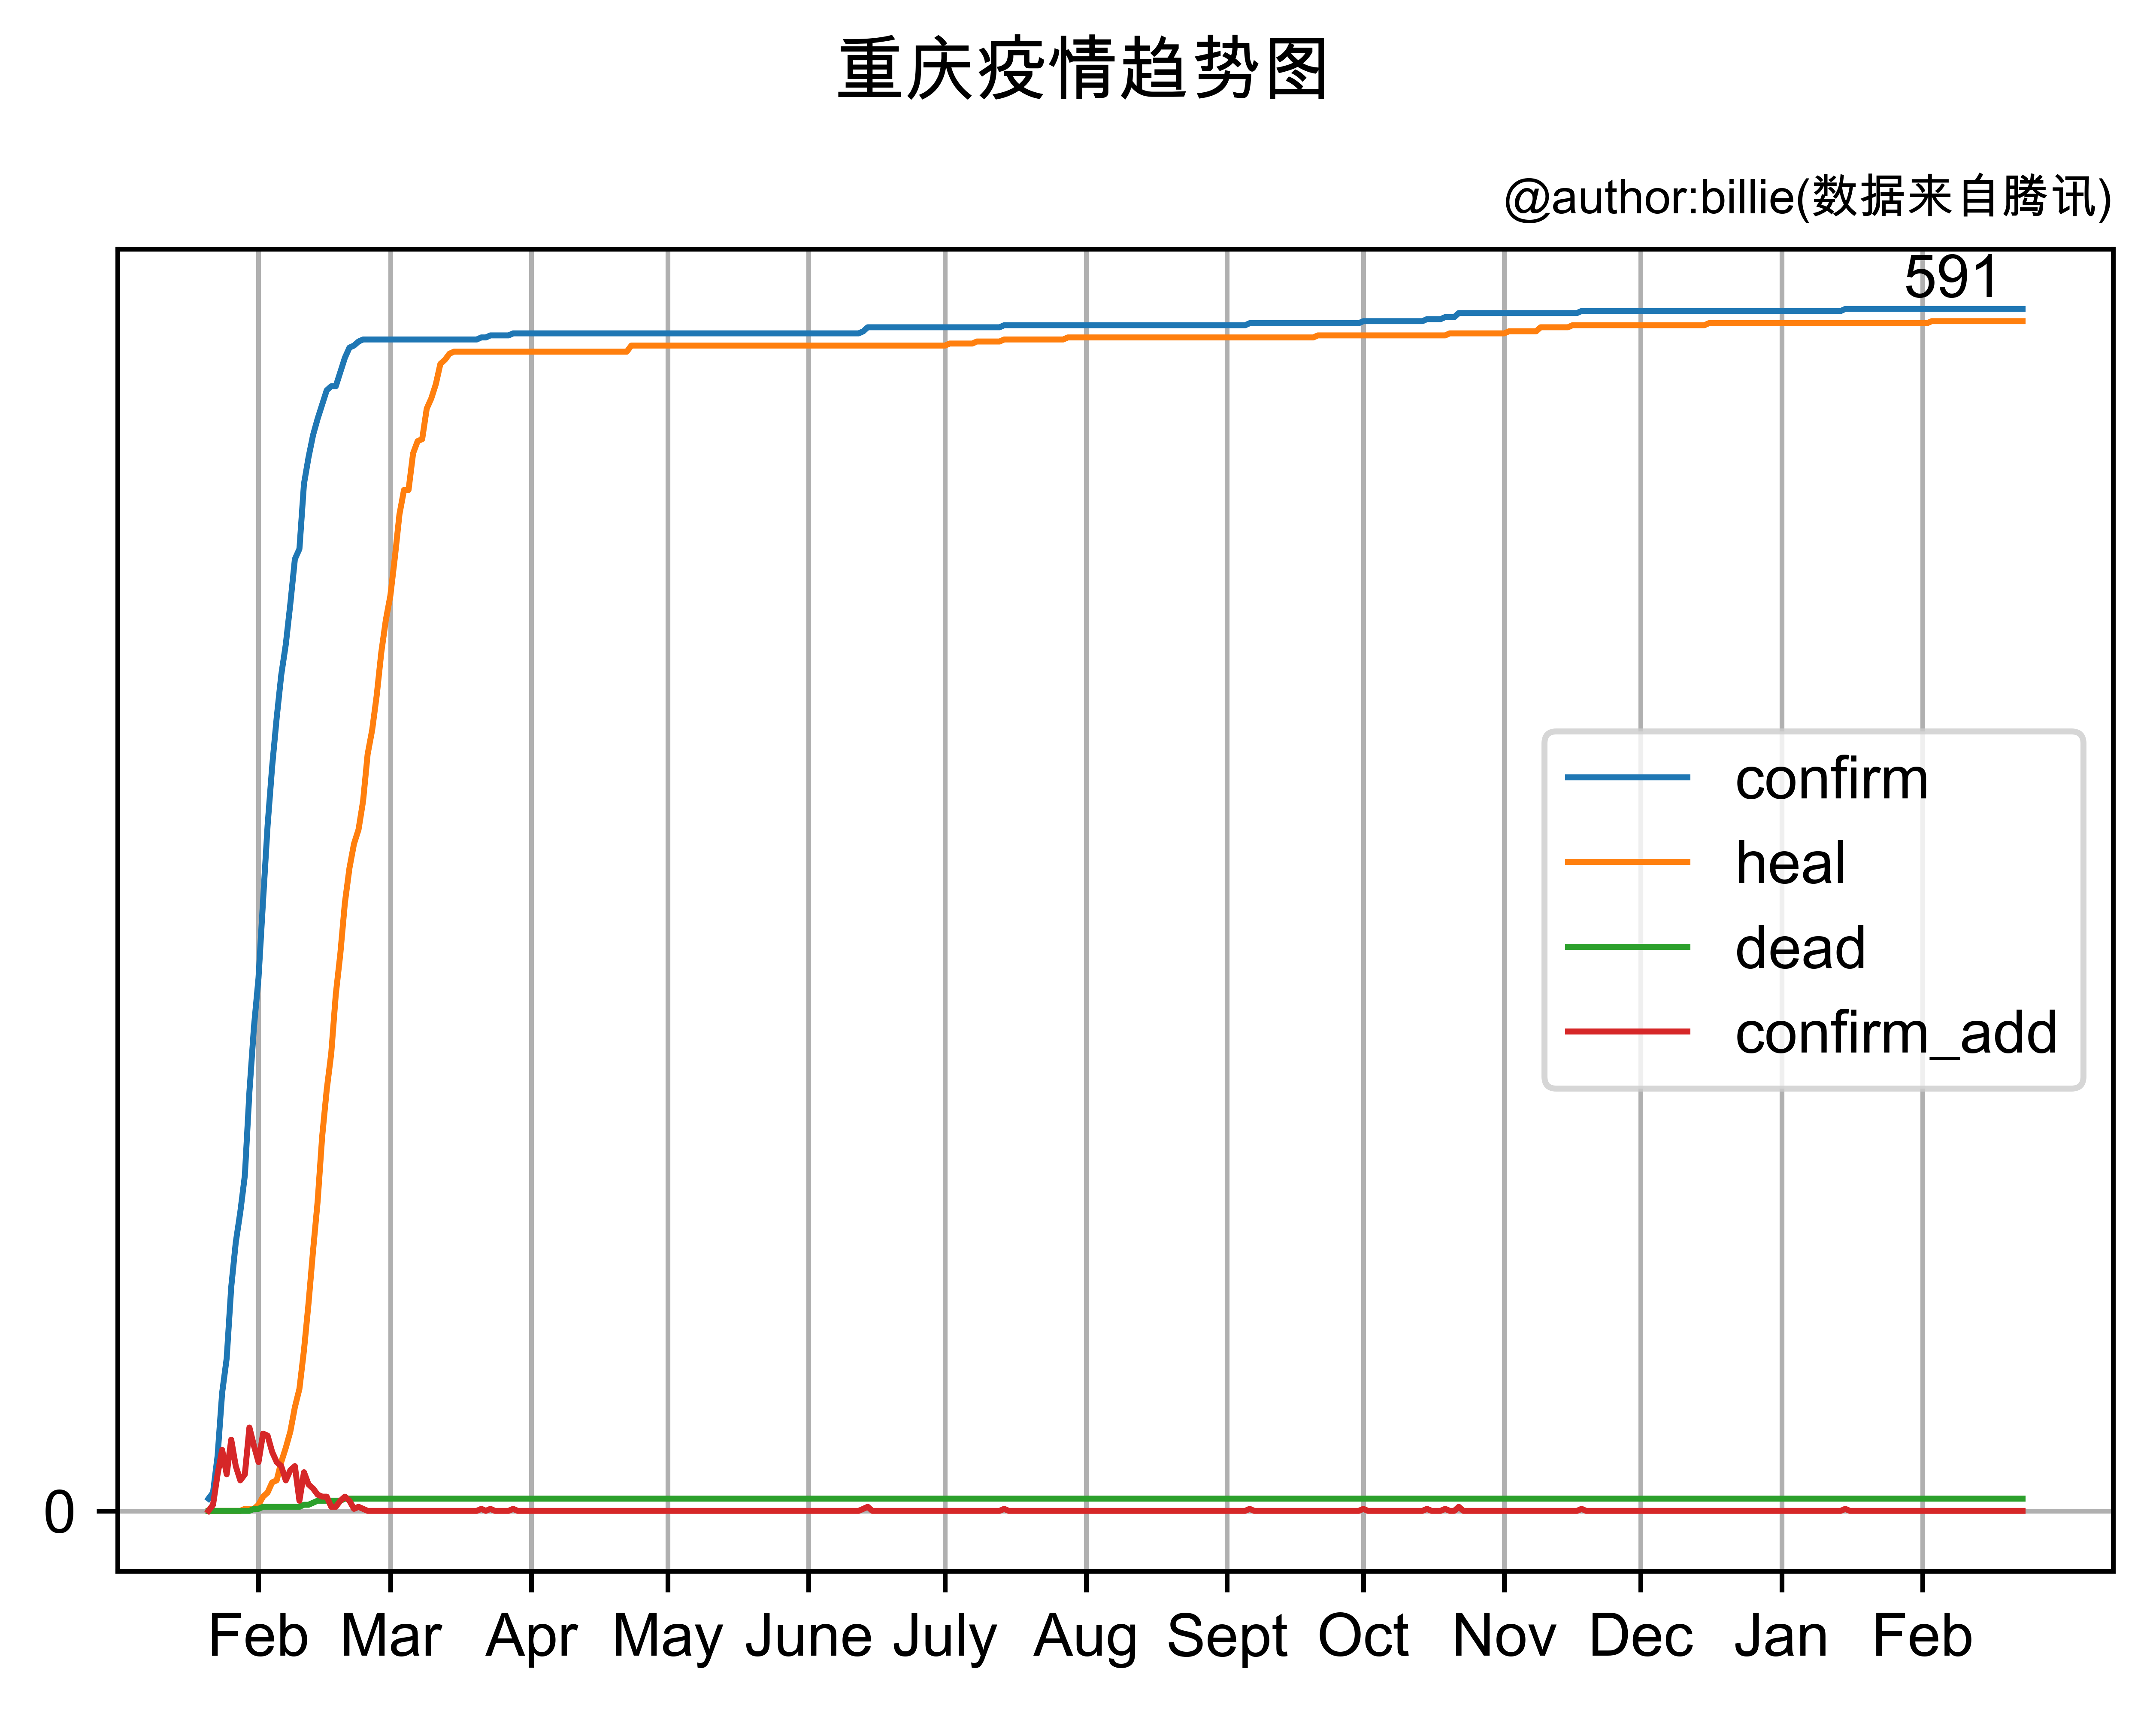 重庆疫情趋势图
@author:billie(数据来自腾讯)
591
confirm
heal
dead
confirm_add
0
Feb Mar Apr May June July Aug Sept Oct Nov Dec Jan Feb